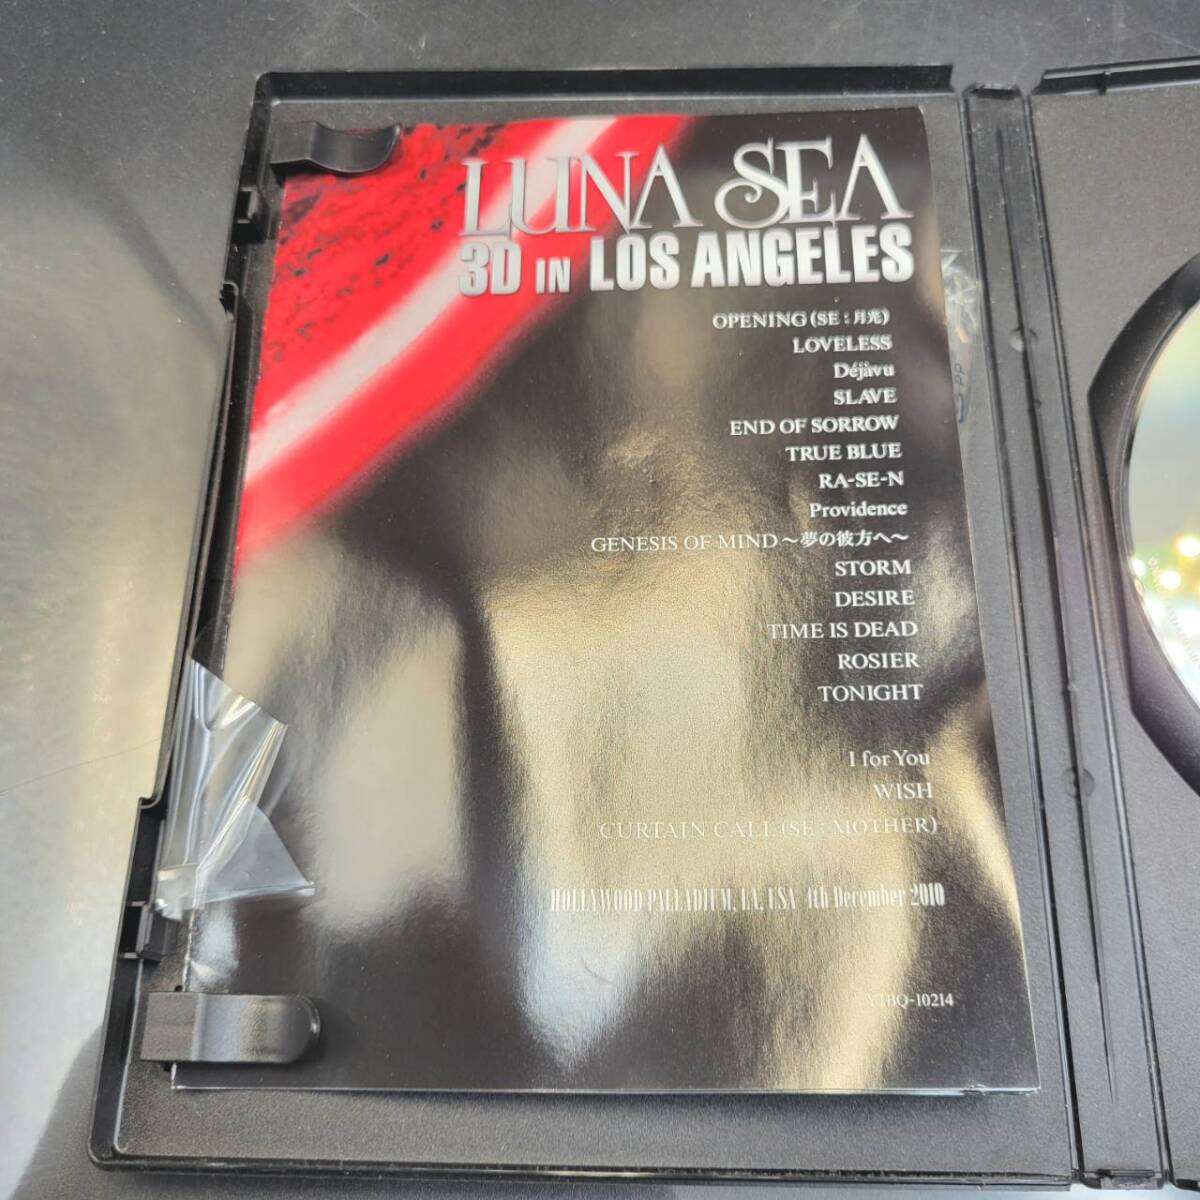 LUNA SEA
3D IN LOS ANGELES
OPENING (SE : 月光)
LOVELESS
Déjàvu
SLAVE
END OF SORROW
TRUE BLUE
RA-SE-N
Providence
GENESIS OF MIND ～夢の彼方へ～
STORM
DESIRE
TIME IS DEAD
ROSIER
TONIGHT
I for You
WISH
CURTAIN CALL (SE : MOTHER)
HOLLYWOOD PALLADIUM, LA, USA 4th December 2010